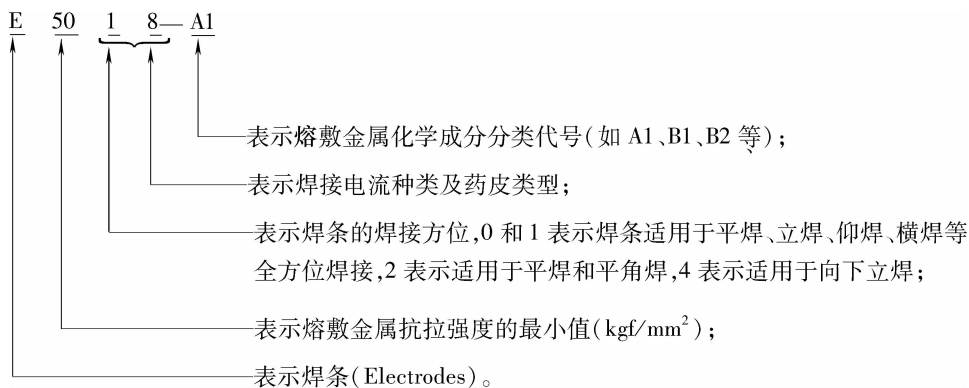 E 50 1 8—A1
表示熔敷金属化学成分分类代号(如 A1、B1、B2 等);
表示焊接电流种类及药皮类型;
表示焊条的焊接方位,0 和 1 表示焊条适用于平焊、立焊、仰焊、横焊等
全方位焊接,2 表示适用于平焊和平角焊,4 表示适用于向下立焊;
表示熔敷金属抗拉强度的最小值(kgf/mm²);
表示焊条(Electrodes)。